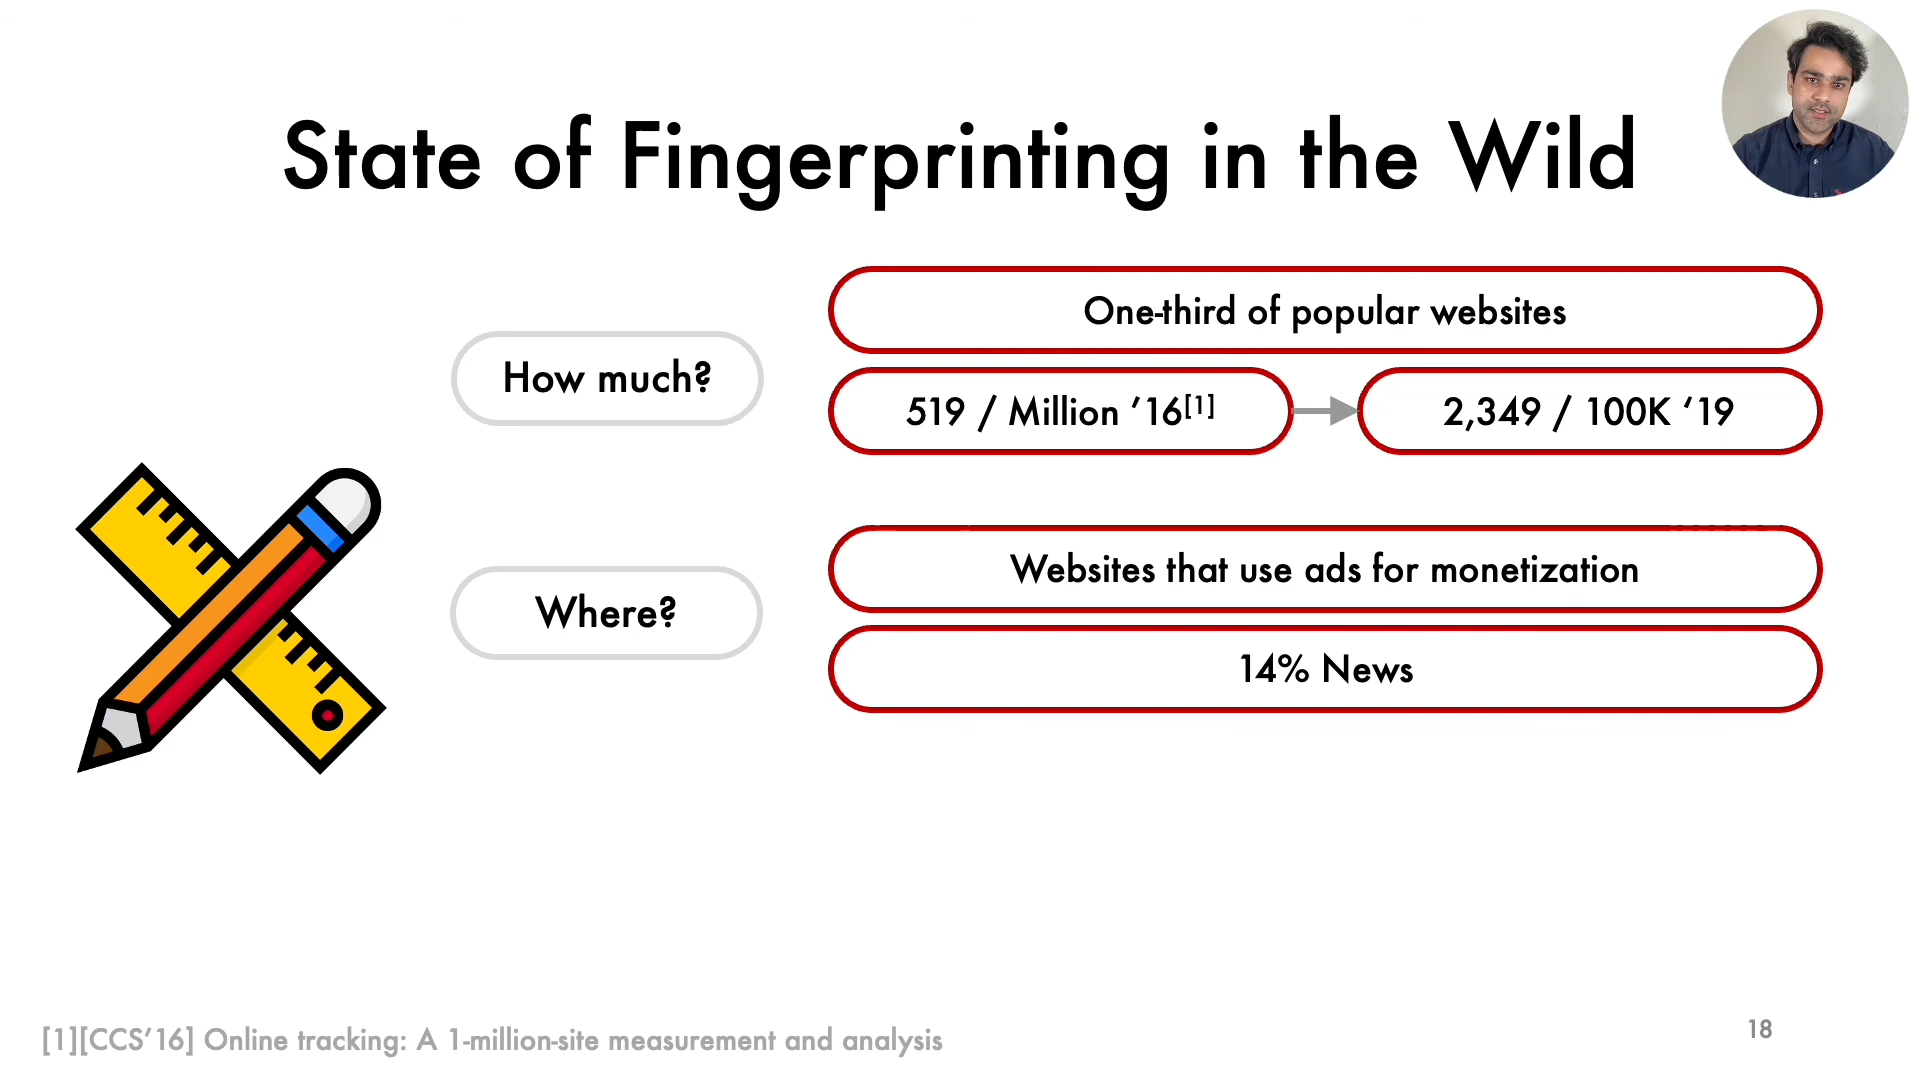 State of Fingerprinting in the Wild
How much?
One-third of popular websites
519 / Million ’16[1]
2,349 / 100K ‘19
Where?
Websites that use ads for monetization
14% News
[1][CCS’16] Online tracking: A 1-million-site measurement and analysis
18